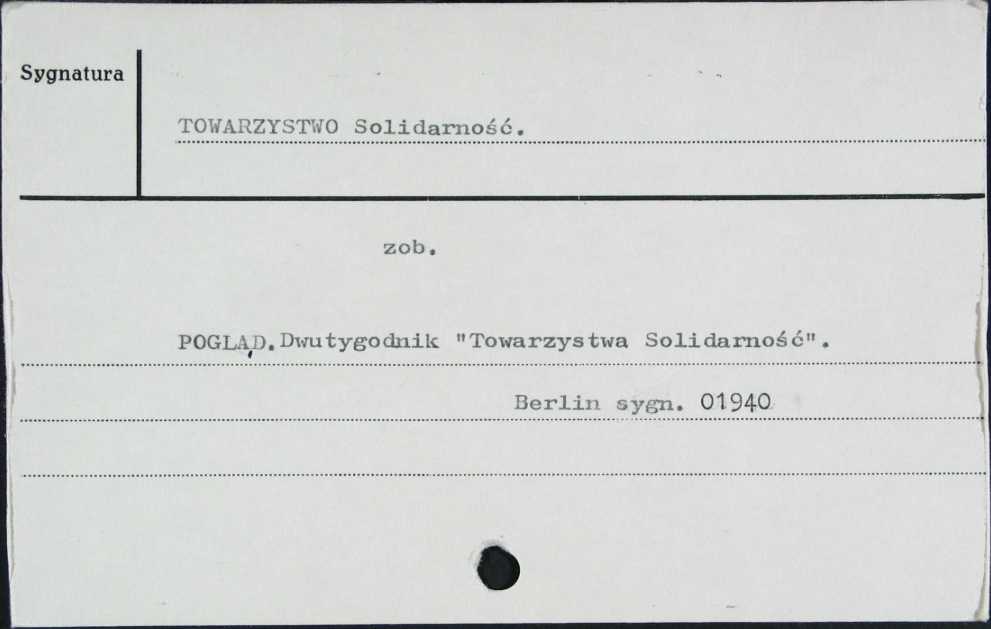 Sygnatura
TOWARZYSTWO Solidarność.
zob.
POGLĄD. Dwutygodnik "Towarzystwa Solidarność".
Berlin sygn. 01940